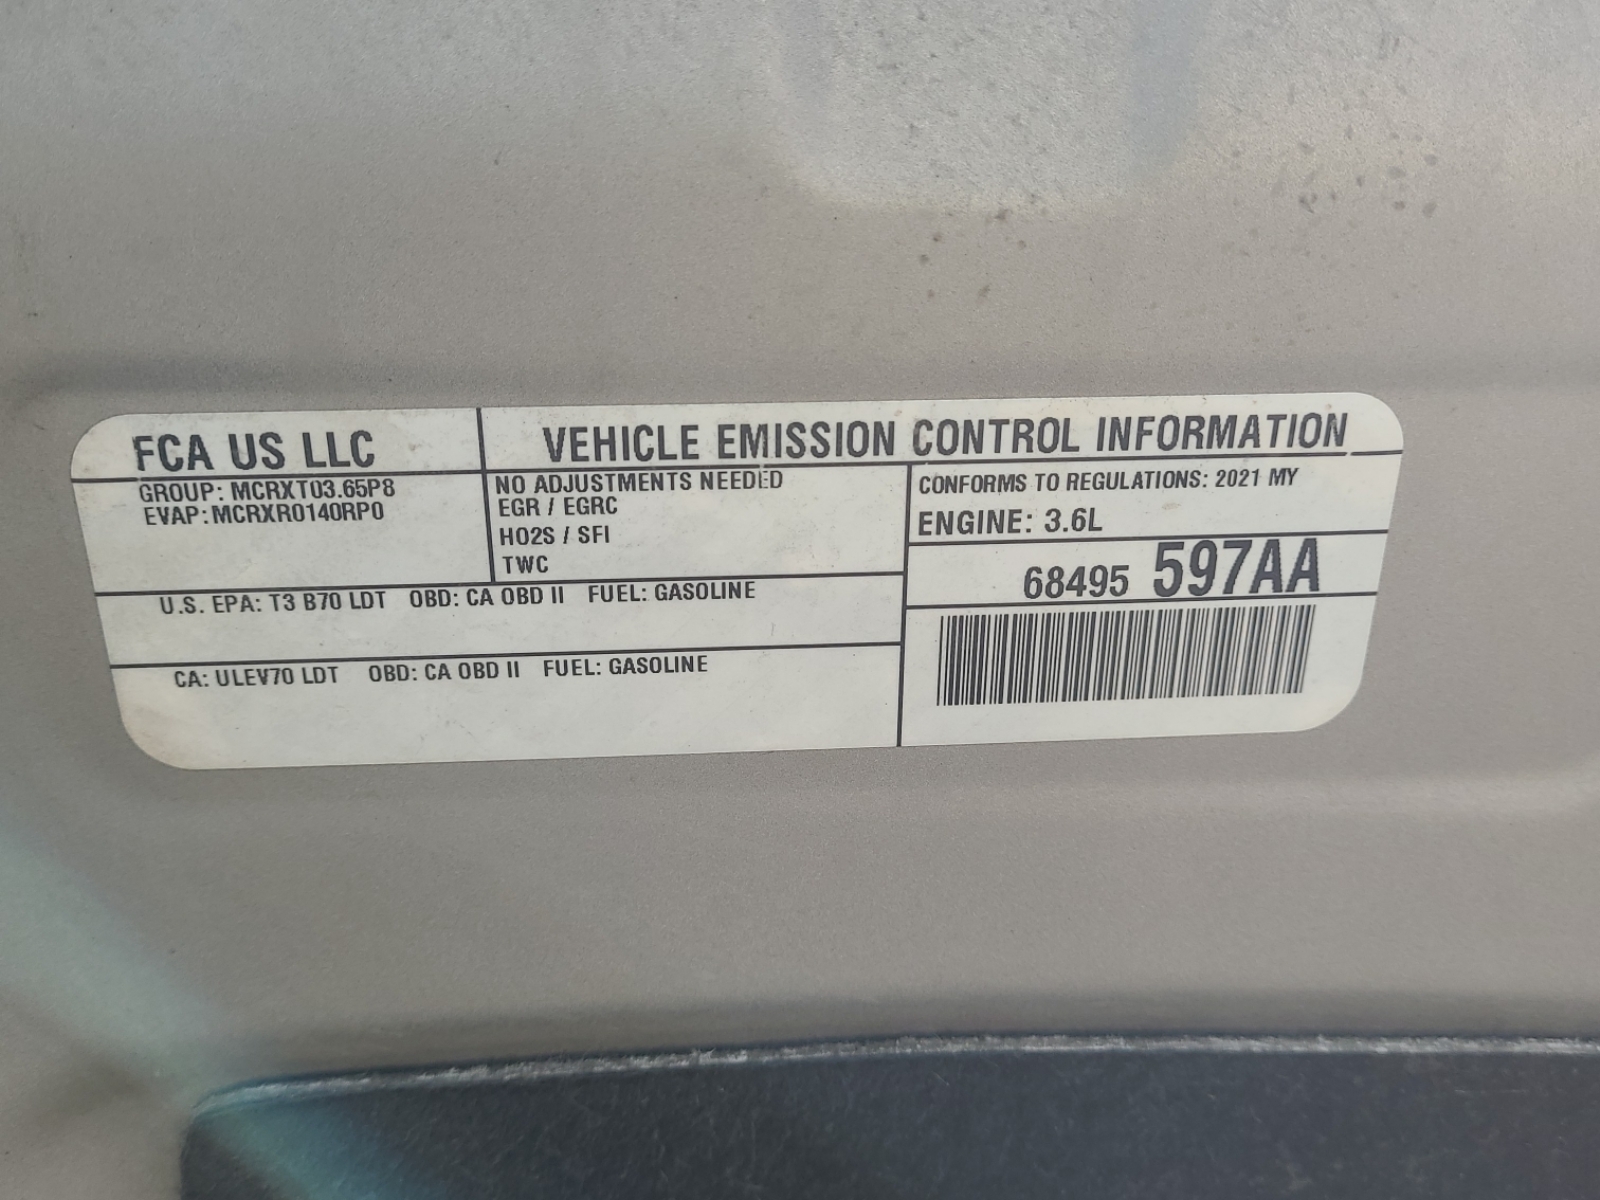 FCA US LLC
VEHICLE EMISSION CONTROL INFORMATION
GROUP: MCRXT03.65P8
EVAP:MCRXR0140RP0
NO ADJUSTMENTS NEEDED
EGR / EGRC
HO2S / SFI
TWC
CONFORMS TO REGULATIONS: 2021 MY
ENGINE: 3.6L
68495 597AA
U.S. EPA: T3 B70 LDT OBD: CA OBD II FUEL: GASOLINE
CA: ULEV70 LDT OBD: CA OBD II FUEL: GASOLINE